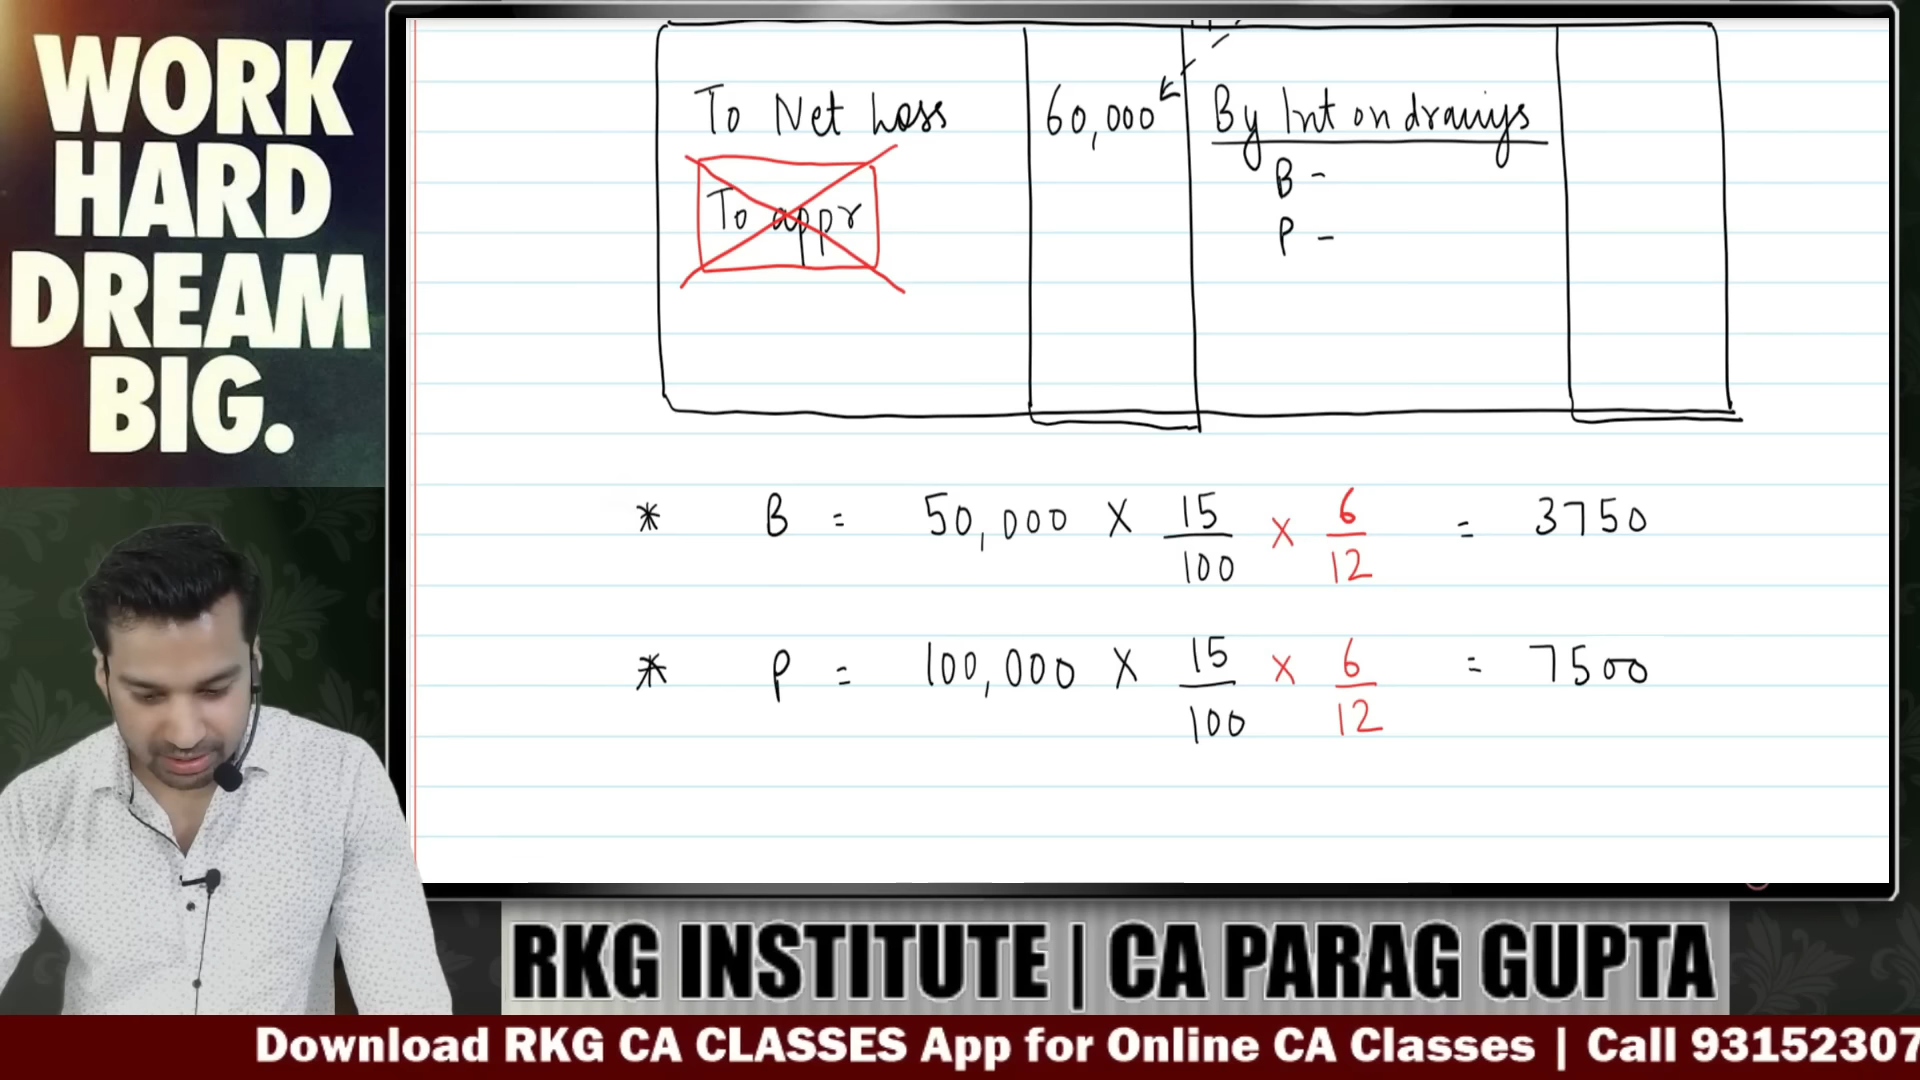 WORK
HARD
DREAM
BIG.
To Net Loss
60,000
By Int on drawings
B -
P -
To appr
* B = 50,000 X 15/100 X 6/12 = 3750
* P = 100,000 X 15/100 X 6/12 = 7500
RKG INSTITUTE | CA PARAG GUPTA
Download RKG CA CLASSES App for Online CA Classes | Call 93152307